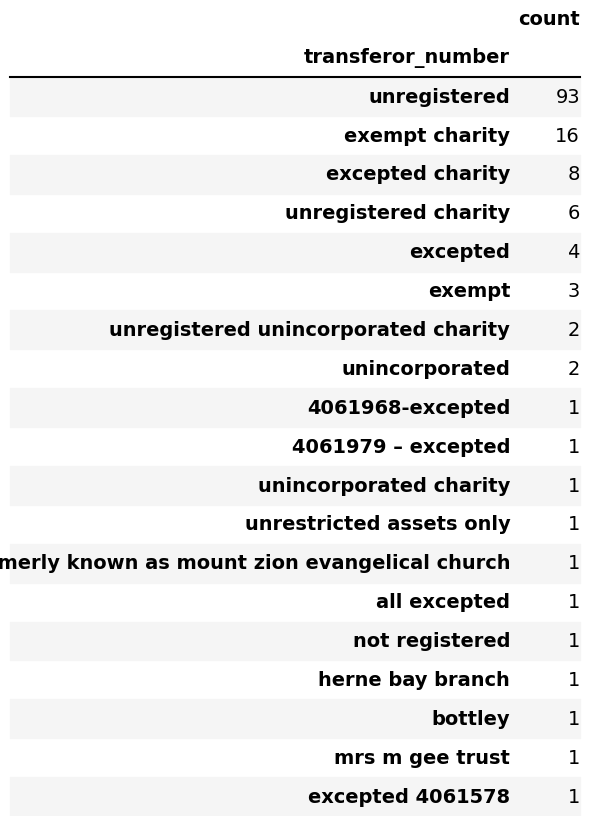 count
transferor_number
unregistered 93
exempt charity 16
excepted charity 8
unregistered charity 6
excepted 4
exempt 3
unregistered unincorporated charity 2
unincorporated 2
4061968-excepted 1
4061979 – excepted 1
unincorporated charity 1
unrestricted assets only 1
merly known as mount zion evangelical church 1
all excepted 1
not registered 1
herne bay branch 1
bottley 1
mrs m gee trust 1
excepted 4061578 1